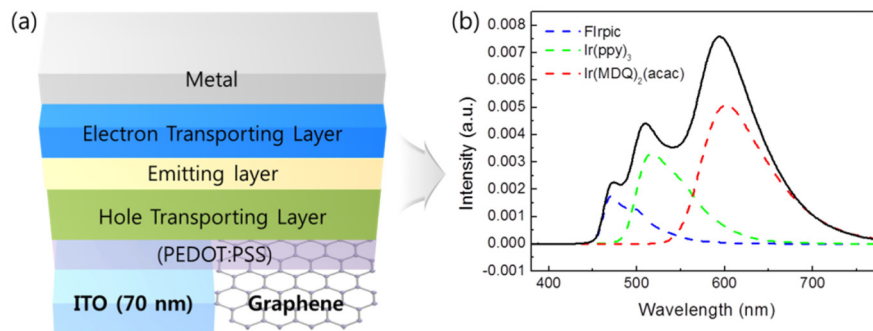 (a)
Metal
Electron Transporting Layer
Emitting layer
Hole Transporting Layer
(PEDOT:PSS)
ITO (70 nm)
Graphene
(b)
0.008
0.007
0.006
0.005
0.004
0.003
0.002
0.001
0.000
-0.001
Intensity (a.u.)
FIrpic
Ir(ppy)₃
Ir(MDQ)₂(acac)
400
500
600
700
Wavelength (nm)